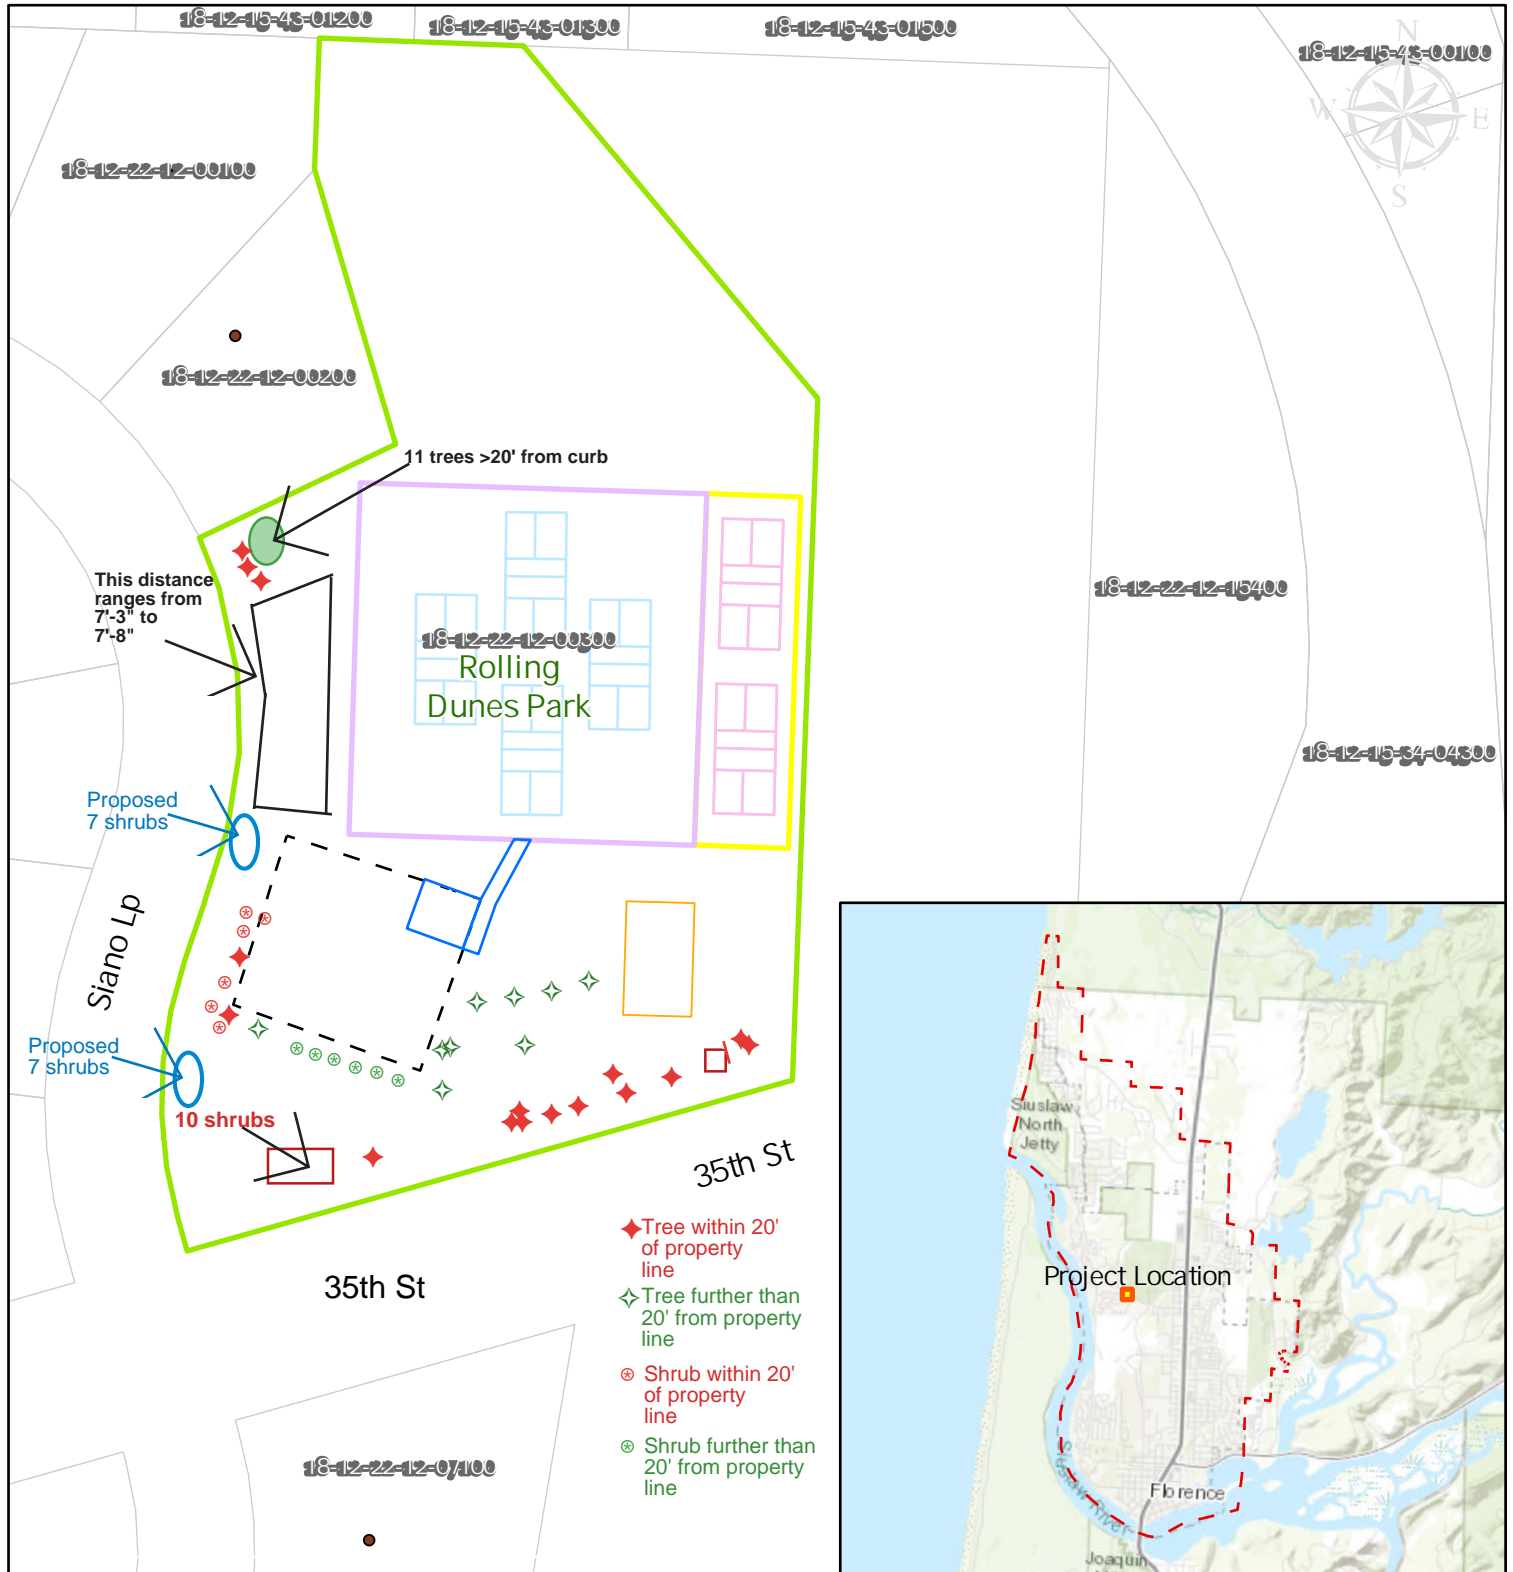 18-12-15-43-01200
18-12-15-43-01300
18-12-15-43-01500
18-12-15-43-00100
N
W
E
S
18-12-22-12-00100
18-12-22-12-00200
11 trees >20' from curb
This distance
ranges from
7'-3" to
7'-8"
18-12-22-12-00300
Rolling
Dunes Park
18-12-22-12-15400
18-12-15-34-04300
Proposed
7 shrubs
Siano Lp
Proposed
7 shrubs
10 shrubs
35th St
35th St
Tree within 20'
of property
line
Tree further than
20' from property
line
Shrub within 20'
of property
line
Shrub further than
20' from property
line
18-12-22-12-07100
Siuslaw
North
Jetty
Project Location
Siuslaw River
Florence
Joaquin